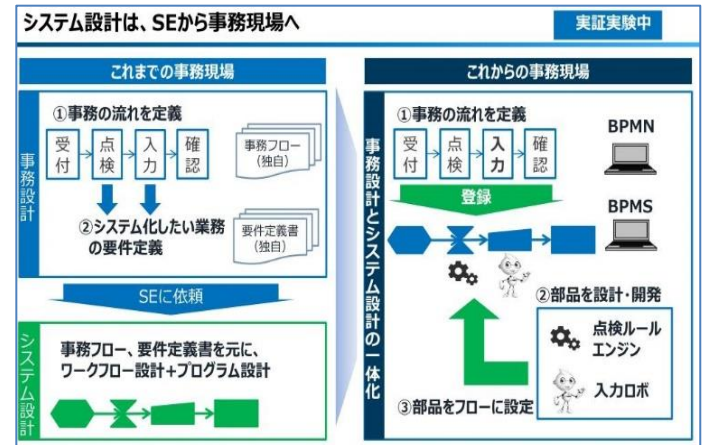 システム設計は、SEから事務現場へ
実証実験中
これまでの事務現場
事務設計
①事務の流れを定義
受付
点検
入力
確認
事務フロー
（独自）
②システム化したい業務
の要件定義
要件定義書
（独自）
SEに依頼
システム設計
事務フロー、要件定義書を元に、
ワークフロー設計+プログラム設計
これからの事務現場
事務設計とシステム設計の一体化
①事務の流れを定義
受付
点検
入力
確認
BPMN
登録
BPMS
②部品を設計・開発
点検ルール
エンジン
入力ロボ
③部品をフローに設定